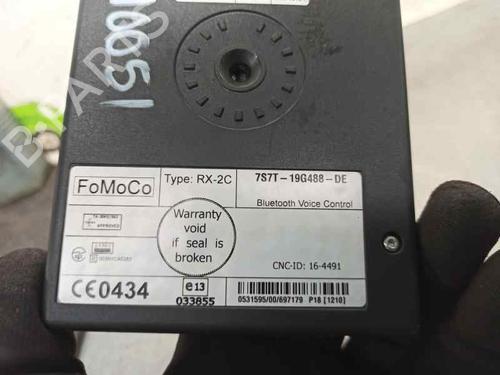 FoMoCo
Type: RX-2C
7S7T-19G488-DE
Bluetooth Voice Control
APPROVED
Warranty
void
if seal is
broken
CNC-ID: 16-4491
CE0434
e13
033855
0531595/00/697179 P18 [1210]